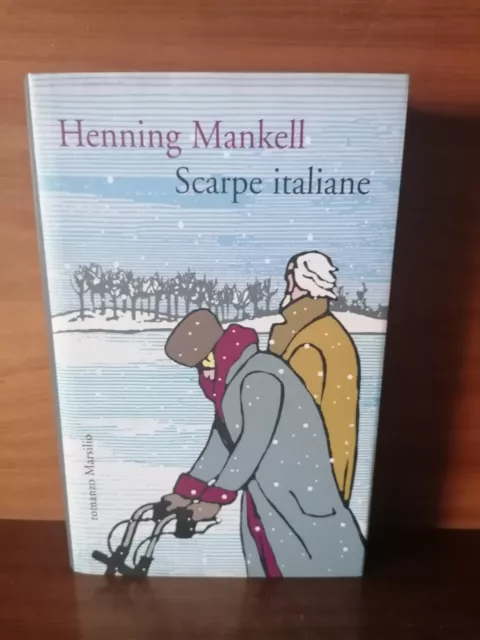 Henning Mankell
Scarpe italiane
romanzo Marsilio